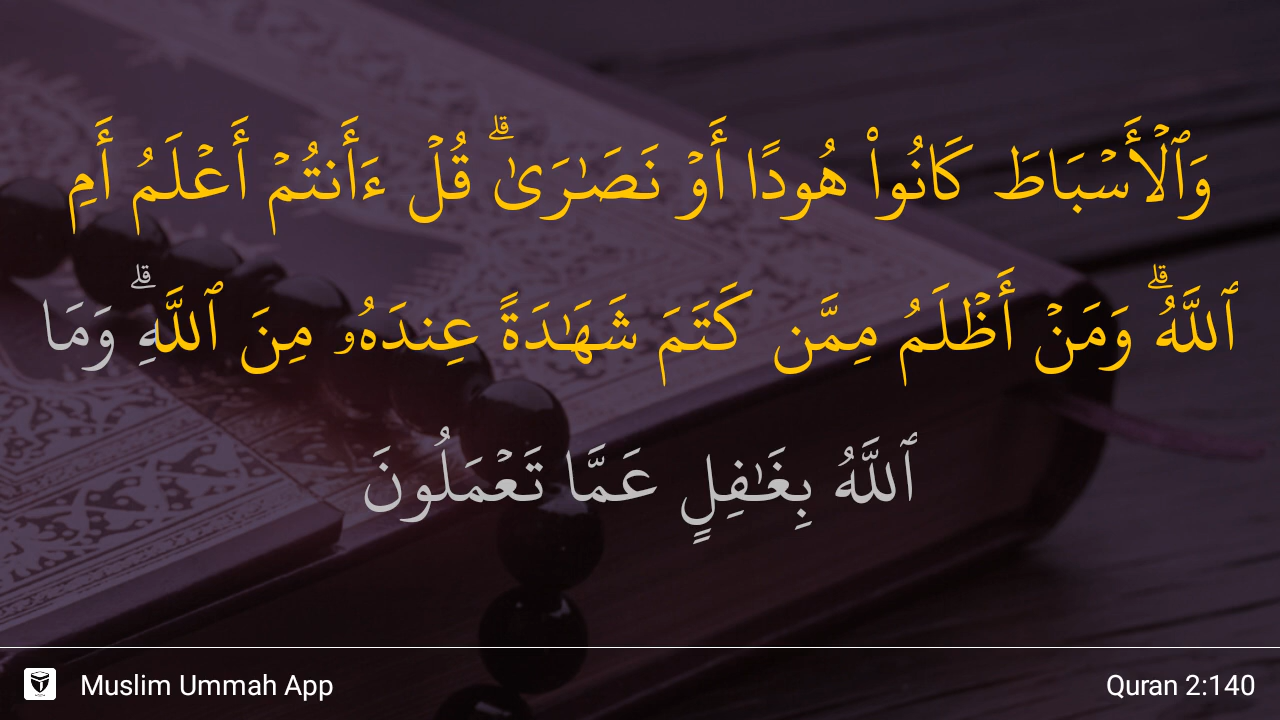 وَٱلۡأَسۡبَاطَ كَانُواْ هُودًا أَوۡ نَصَٰرَىٰۗ قُلۡ ءَأَنتُمۡ أَعۡلَمُ أَمِ
ٱللَّهُۗ وَمَنۡ أَظۡلَمُ مِمَّن كَتَمَ شَهَٰدَةً عِندَهُۥ مِنَ ٱللَّهِۗ وَمَا
ٱللَّهُ بِغَٰفِلٍ عَمَّا تَعۡمَلُونَ
Muslim Ummah App
Quran 2:140